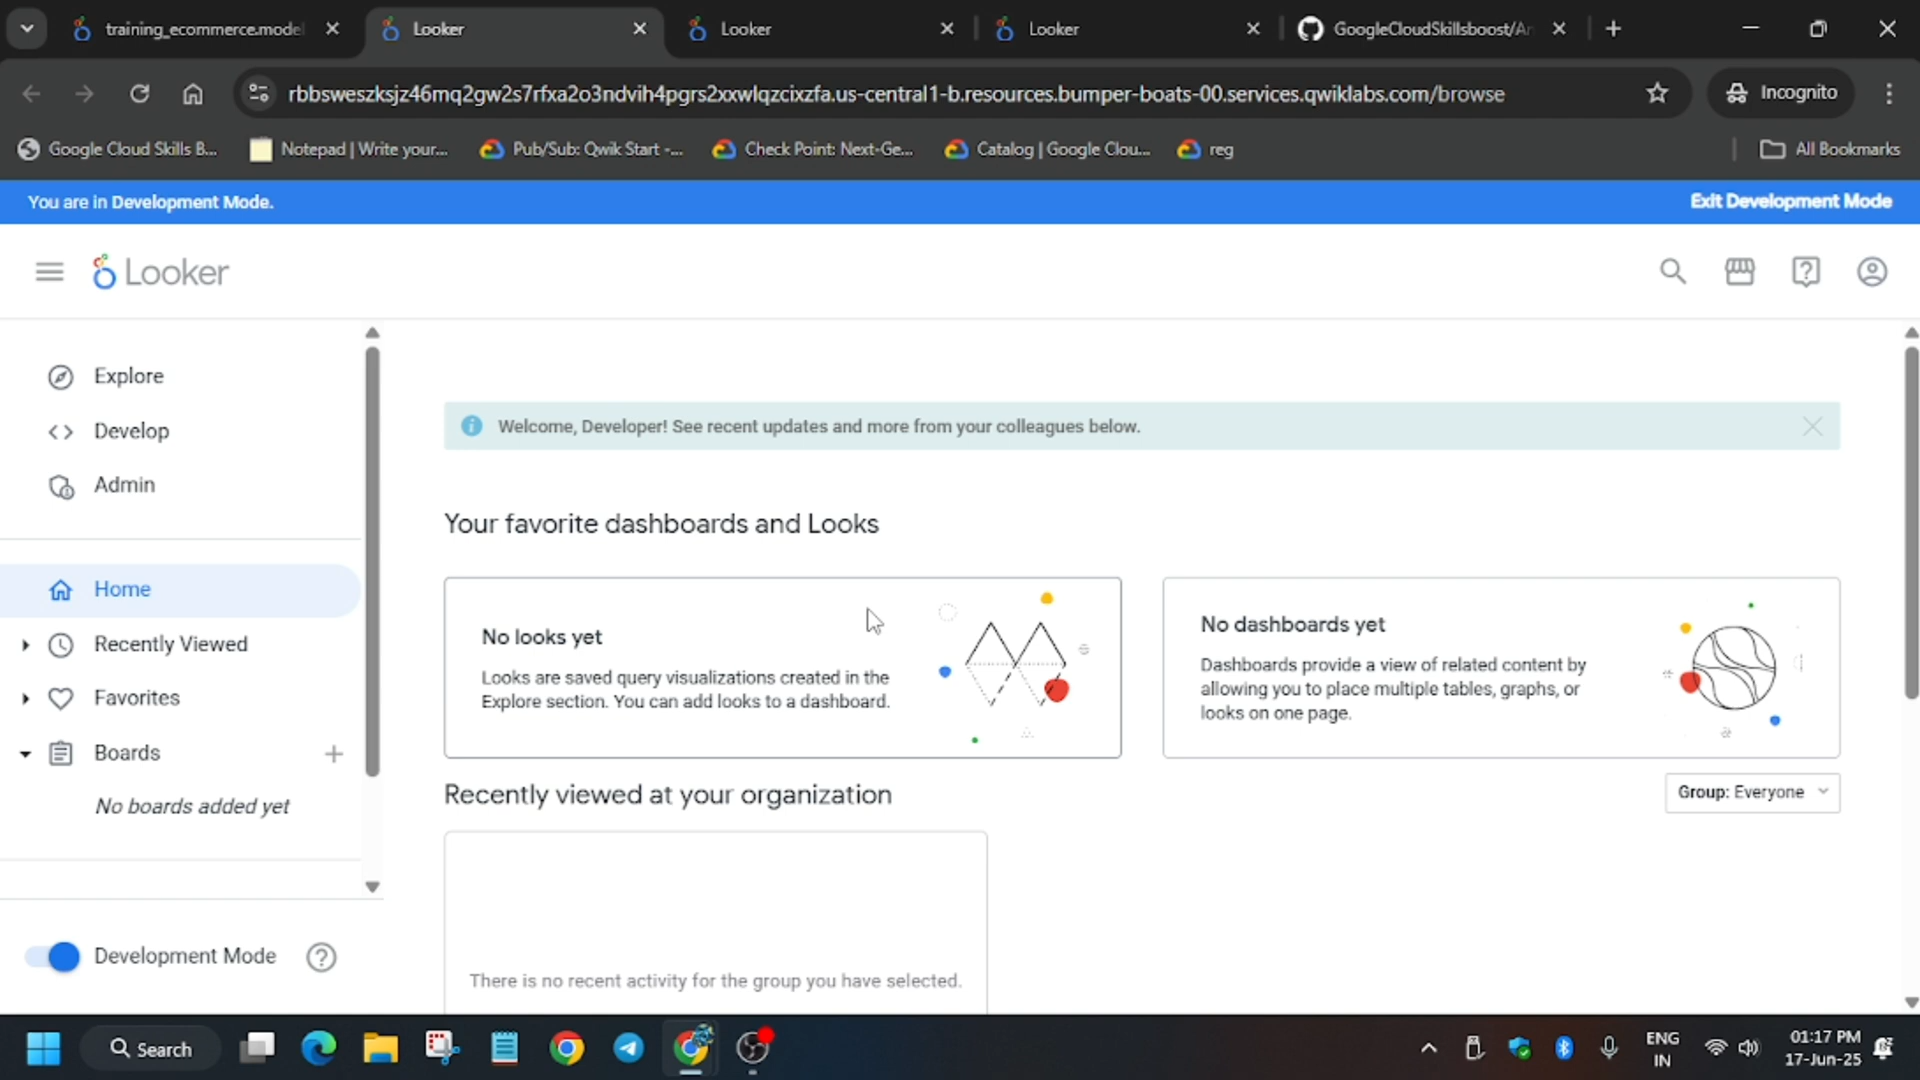 training_ecommerce.model
Looker
Looker
Looker
GoogleCloudSkillsboost/Ar
rbbsweszksjz46mq2gw2s7rfxa2o3ndvih4pgrs2xxwlqzcixzfa.us-central1-b.resources.bumper-boats-00.services.qwiklabs.com/browse
Incognito
Google Cloud Skills B...
Notepad | Write your...
Pub/Sub: Qwik Start -...
Check Point: Next-Ge...
Catalog | Google Clou...
reg
All Bookmarks
You are in Development Mode.
Exit Development Mode
Looker
Explore
Develop
Admin
Home
Recently Viewed
Favorites
Boards
No boards added yet
Development Mode
Welcome, Developer! See recent updates and more from your colleagues below.
Your favorite dashboards and Looks
No looks yet
Looks are saved query visualizations created in the
Explore section. You can add looks to a dashboard.
No dashboards yet
Dashboards provide a view of related content by
allowing you to place multiple tables, graphs, or
looks on one page.
Recently viewed at your organization
Group: Everyone
There is no recent activity for the group you have selected.
Search
ENG
IN
01:17 PM
17-Jun-25